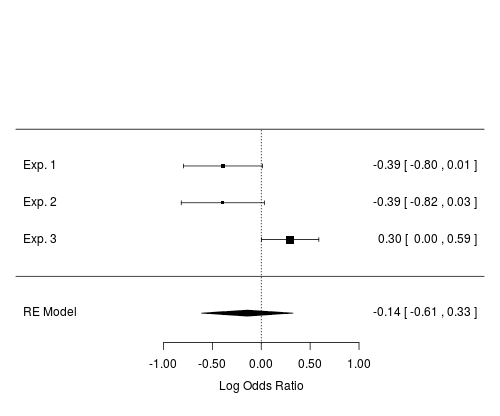 Exp. 1 -0.39 [ -0.80 , 0.01 ]
Exp. 2 -0.39 [ -0.82 , 0.03 ]
Exp. 3 0.30 [ 0.00 , 0.59 ]
RE Model -0.14 [ -0.61 , 0.33 ]
-1.00 -0.50 0.00 0.50 1.00
Log Odds Ratio